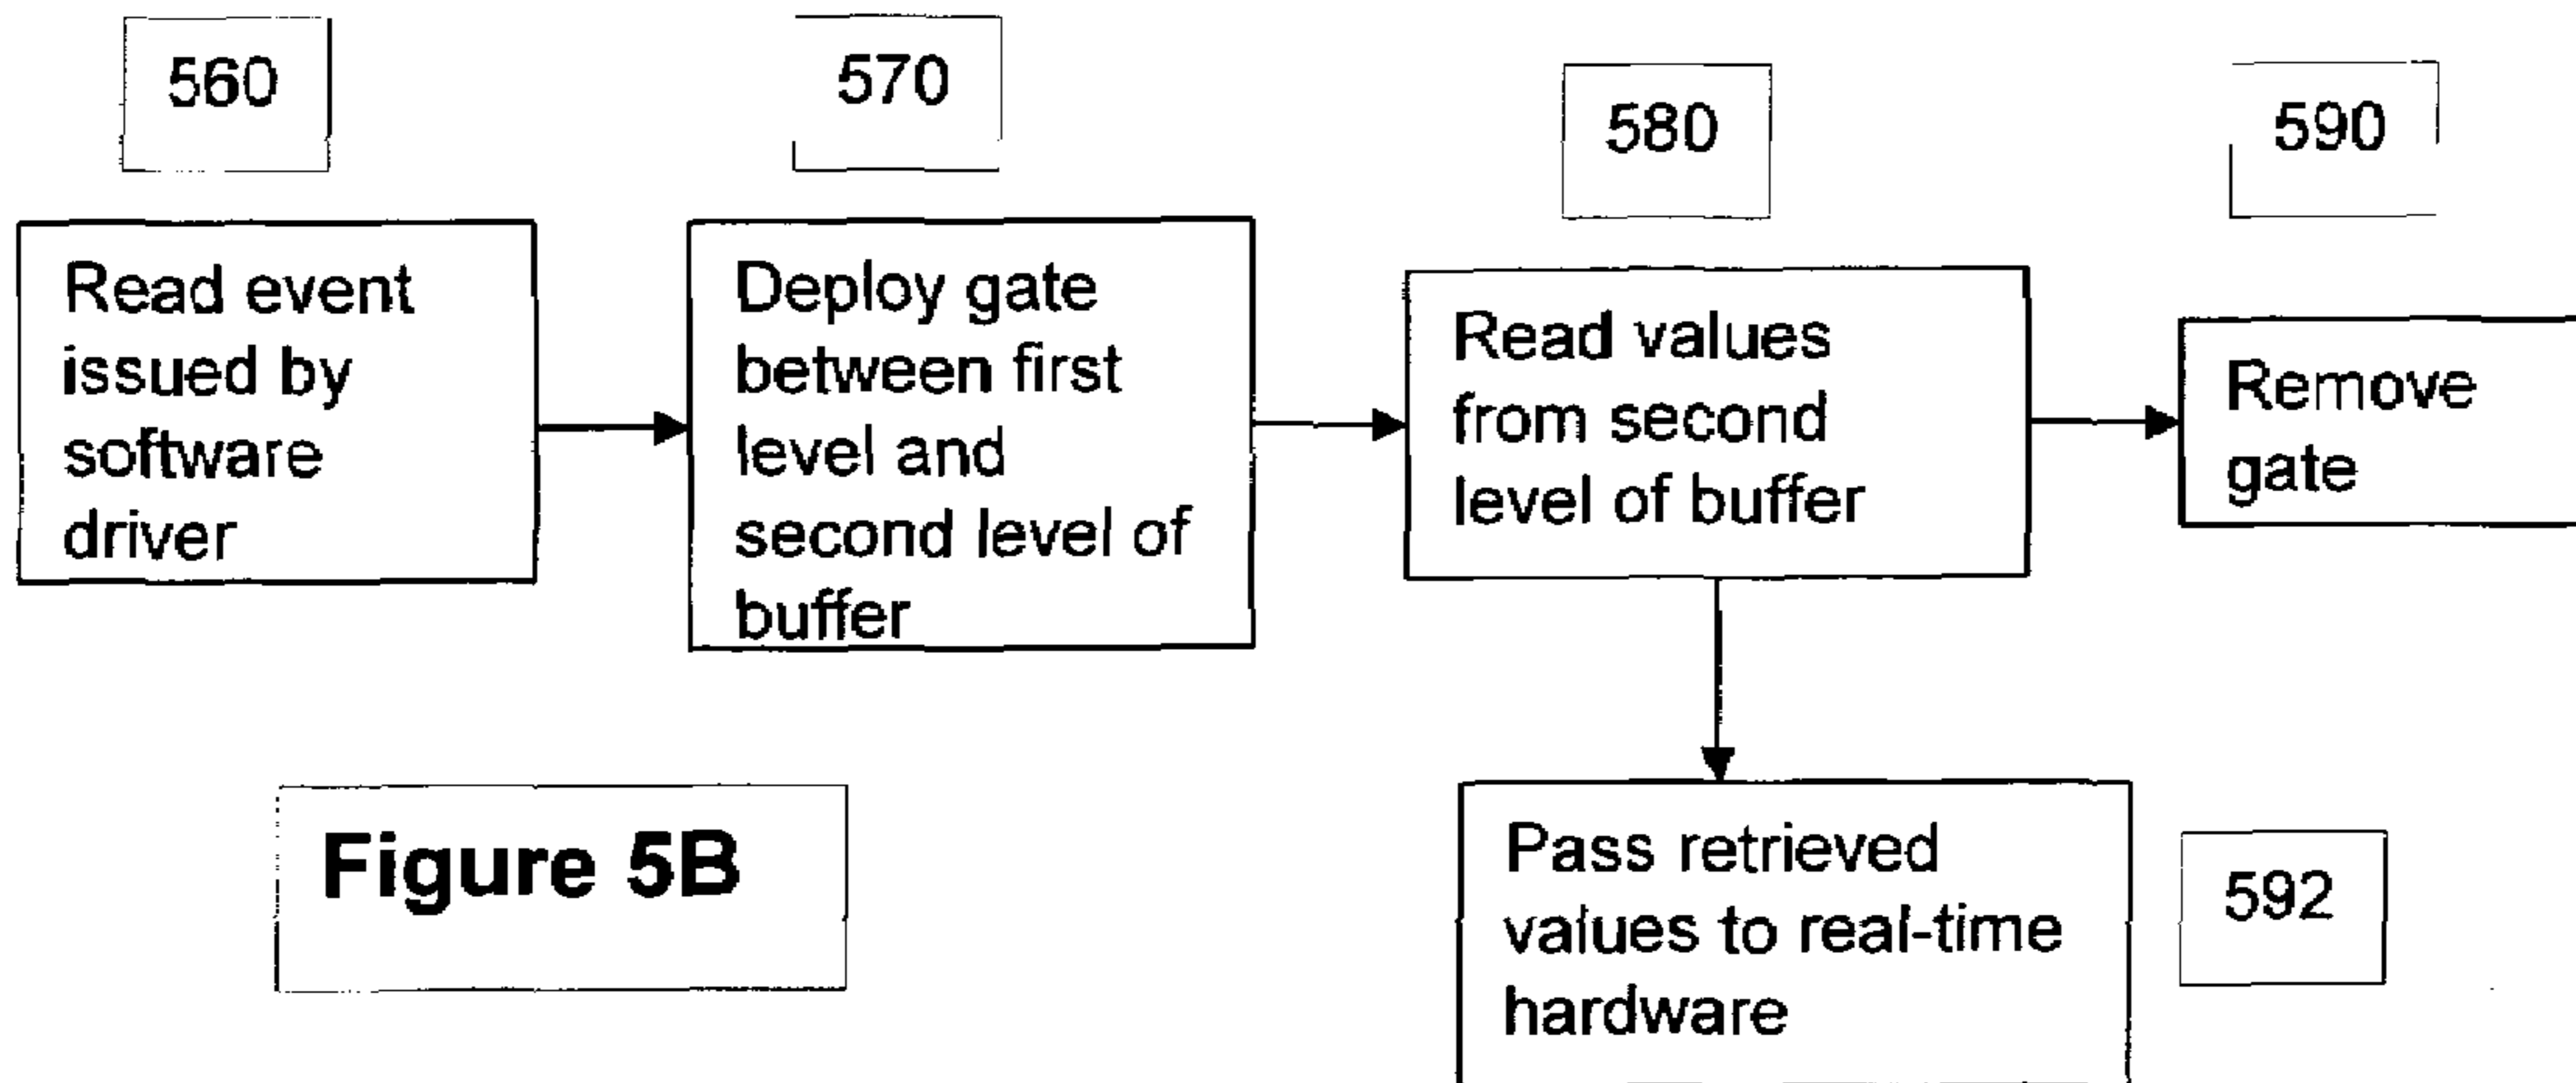 560
570
580
590
Read event
issued by
software
driver
Deploy gate
between first
level and
second level of
buffer
Read values
from second
level of buffer
Remove
gate
Figure 5B
Pass retrieved
values to real-time
hardware
592